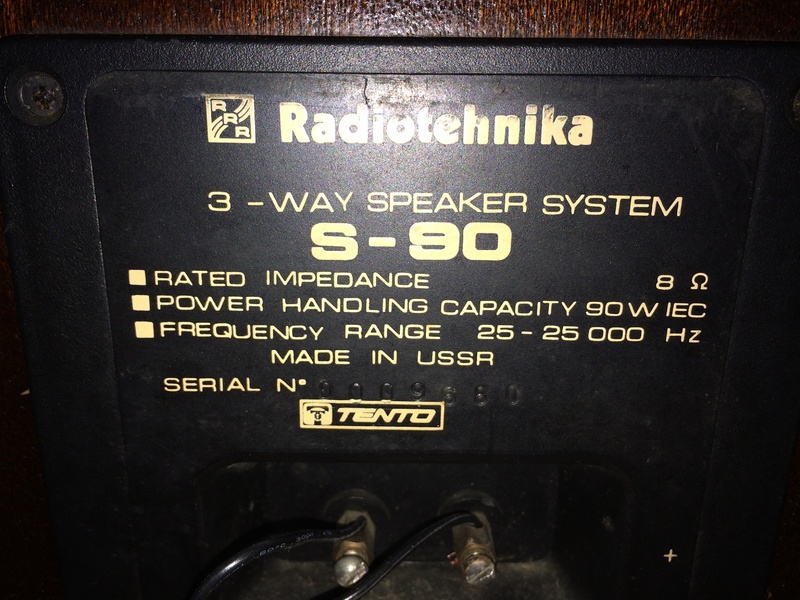 RRR Radiotehnika
3 - WAY SPEAKER SYSTEM
S-90
RATED IMPEDANCE 8 Ω
POWER HANDLING CAPACITY 90 W IEC
FREQUENCY RANGE 25 - 25 000 Hz
MADE IN USSR
SERIAL N°
TENTO
+